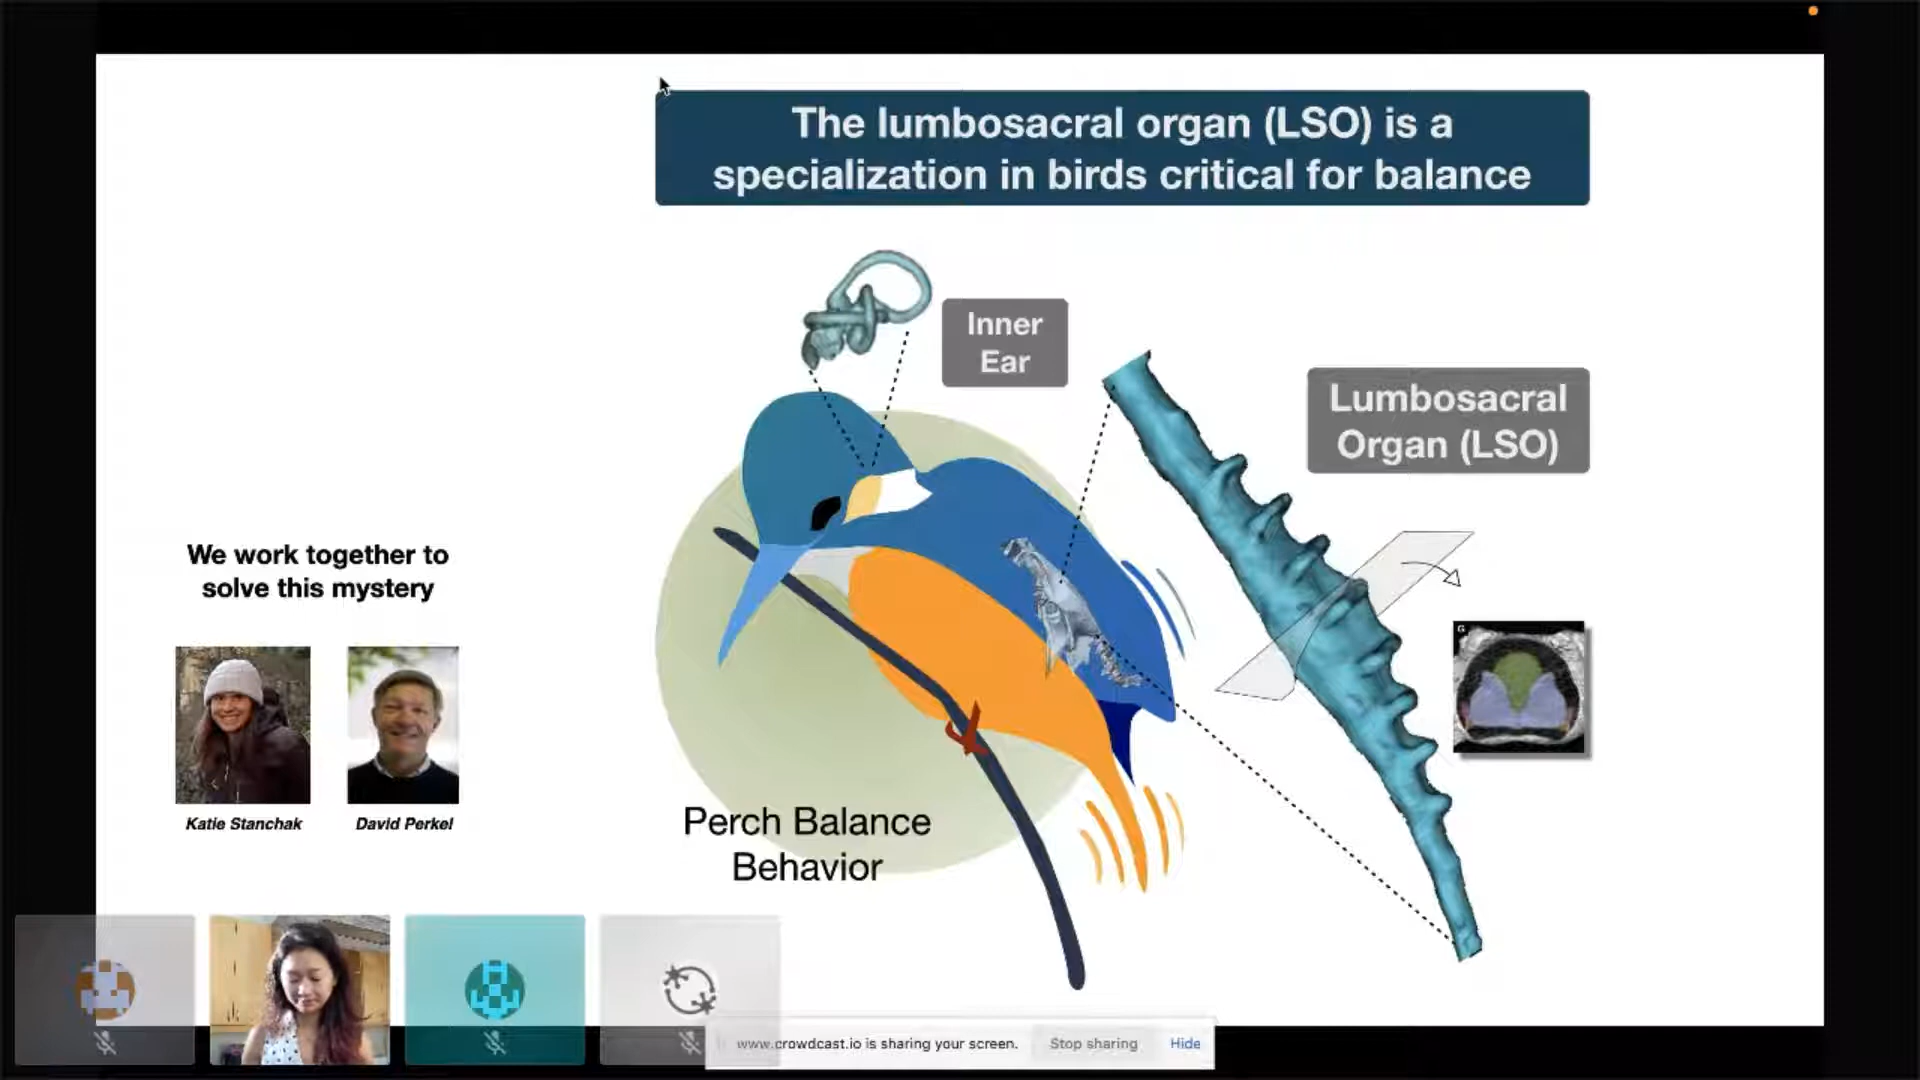 The lumbosacral organ (LSO) is a
specialization in birds critical for balance
Inner
Ear
Lumbosacral
Organ (LSO)
We work together to
solve this mystery
G
Katie Stanchak
David Perkel
Perch Balance
Behavior
www.crowdcast.io is sharing your screen.
Stop sharing
Hide